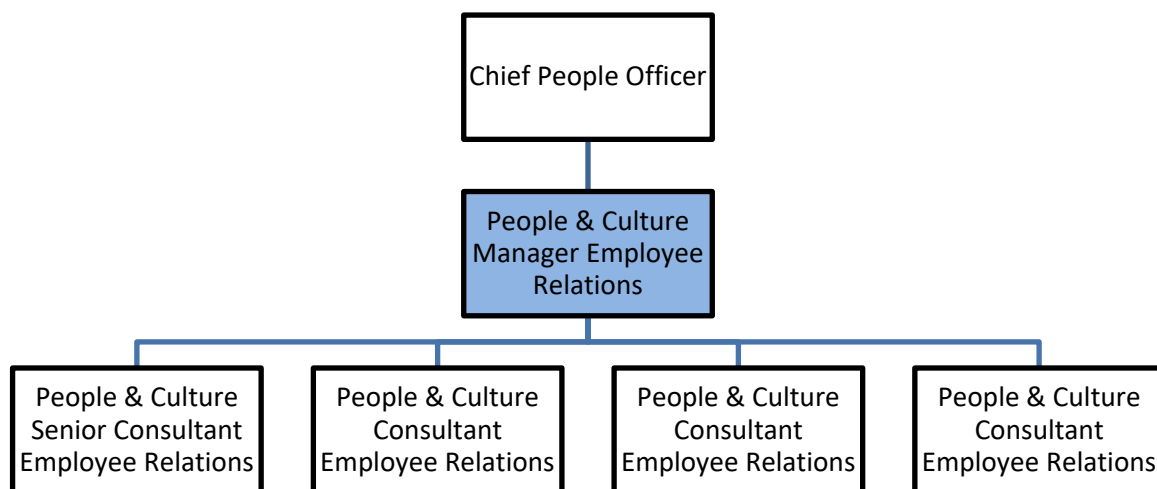 Chief People Officer
People & Culture
Manager Employee
Relations
People & Culture
Senior Consultant
Employee Relations
People & Culture
Consultant
Employee Relations
People & Culture
Consultant
Employee Relations
People & Culture
Consultant
Employee Relations